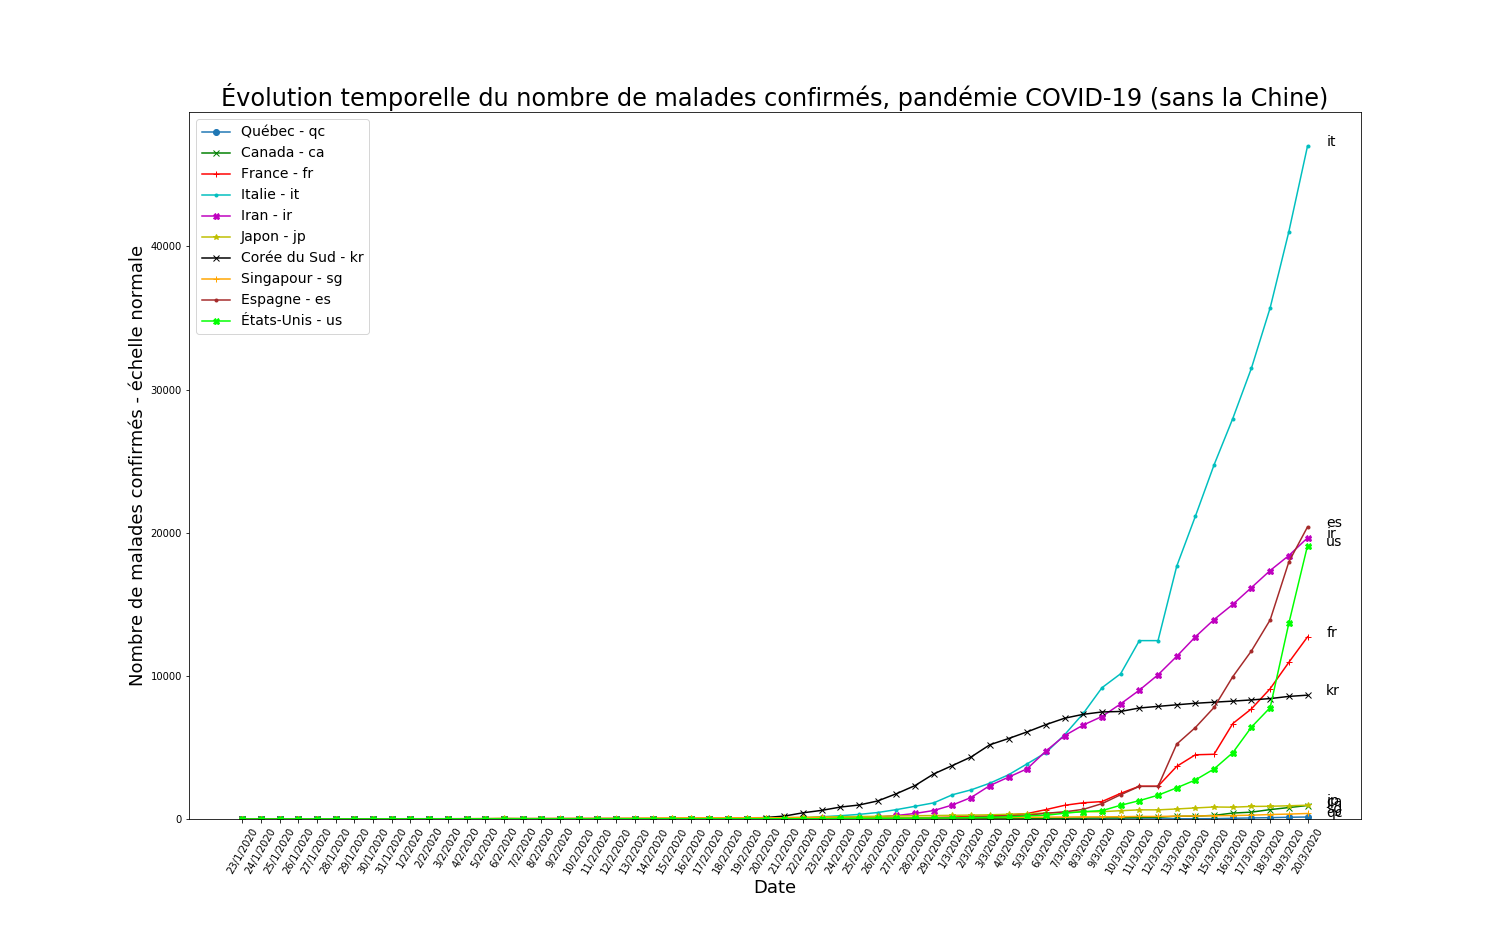 Évolution temporelle du nombre de malades confirmés, pandémie COVID-19 (sans la Chine)
Québec - qc
Canada - ca
France - fr
Italie - it
Iran - ir
Japon - jp
Corée du Sud - kr
Singapour - sg
Espagne - es
États-Unis - us
Nombre de malades confirmés - échelle normale
40000
30000
20000
10000
0
it
es
ir
us
fr
kr
jp
ca
sg
qc
23/1/2020
24/1/2020
25/1/2020
26/1/2020
27/1/2020
28/1/2020
29/1/2020
30/1/2020
31/1/2020
1/2/2020
2/2/2020
3/2/2020
4/2/2020
5/2/2020
6/2/2020
7/2/2020
8/2/2020
9/2/2020
10/2/2020
11/2/2020
12/2/2020
13/2/2020
14/2/2020
15/2/2020
16/2/2020
17/2/2020
18/2/2020
19/2/2020
20/2/2020
21/2/2020
22/2/2020
23/2/2020
24/2/2020
25/2/2020
26/2/2020
27/2/2020
28/2/2020
29/2/2020
1/3/2020
2/3/2020
3/3/2020
4/3/2020
5/3/2020
6/3/2020
7/3/2020
8/3/2020
9/3/2020
10/3/2020
11/3/2020
12/3/2020
13/3/2020
14/3/2020
15/3/2020
16/3/2020
17/3/2020
18/3/2020
19/3/2020
20/3/2020
Date